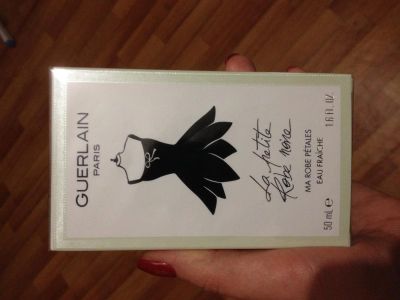 GUERLAIN
PARIS
La petite
Robe noire
MA ROBE PÉTALES
EAU FRAÎCHE
50 mL e 1.6 fl. oz.